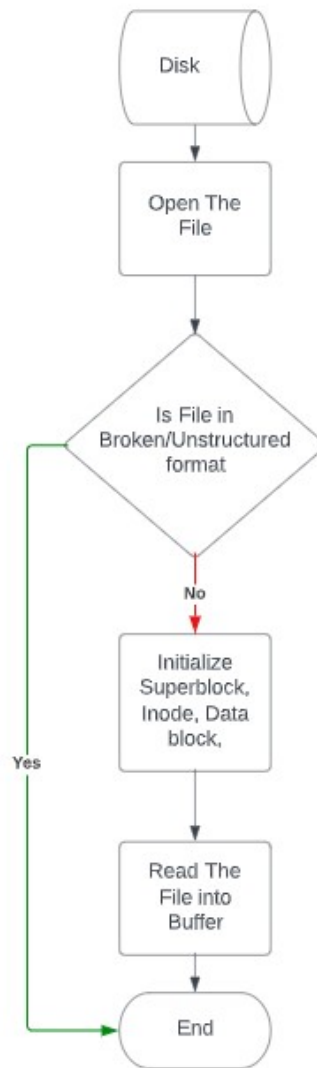 Disk
Open The
File
Is File in
Broken/Unstructured
format
No
Initialize
Superblock,
Inode, Data
block,
Yes
Read The
File into
Buffer
End